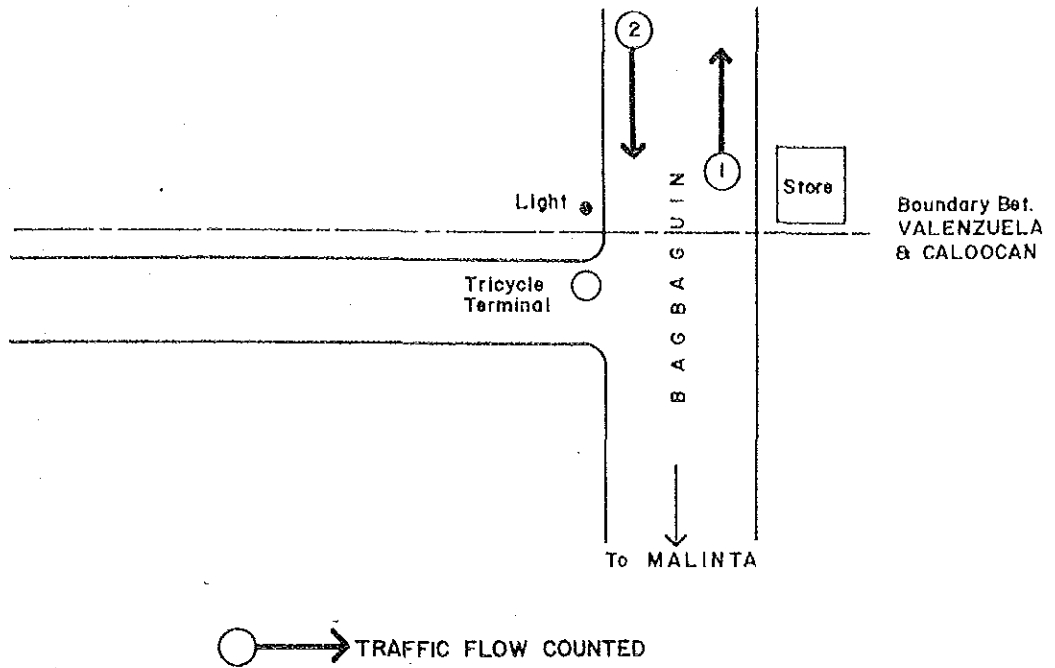 2
1
Store
Light
Boundary Bet.
VALENZUELA
& CALOOCAN
BAGBAGUIN
Tricycle
Terminal
To MALINTA
TRAFFIC FLOW COUNTED